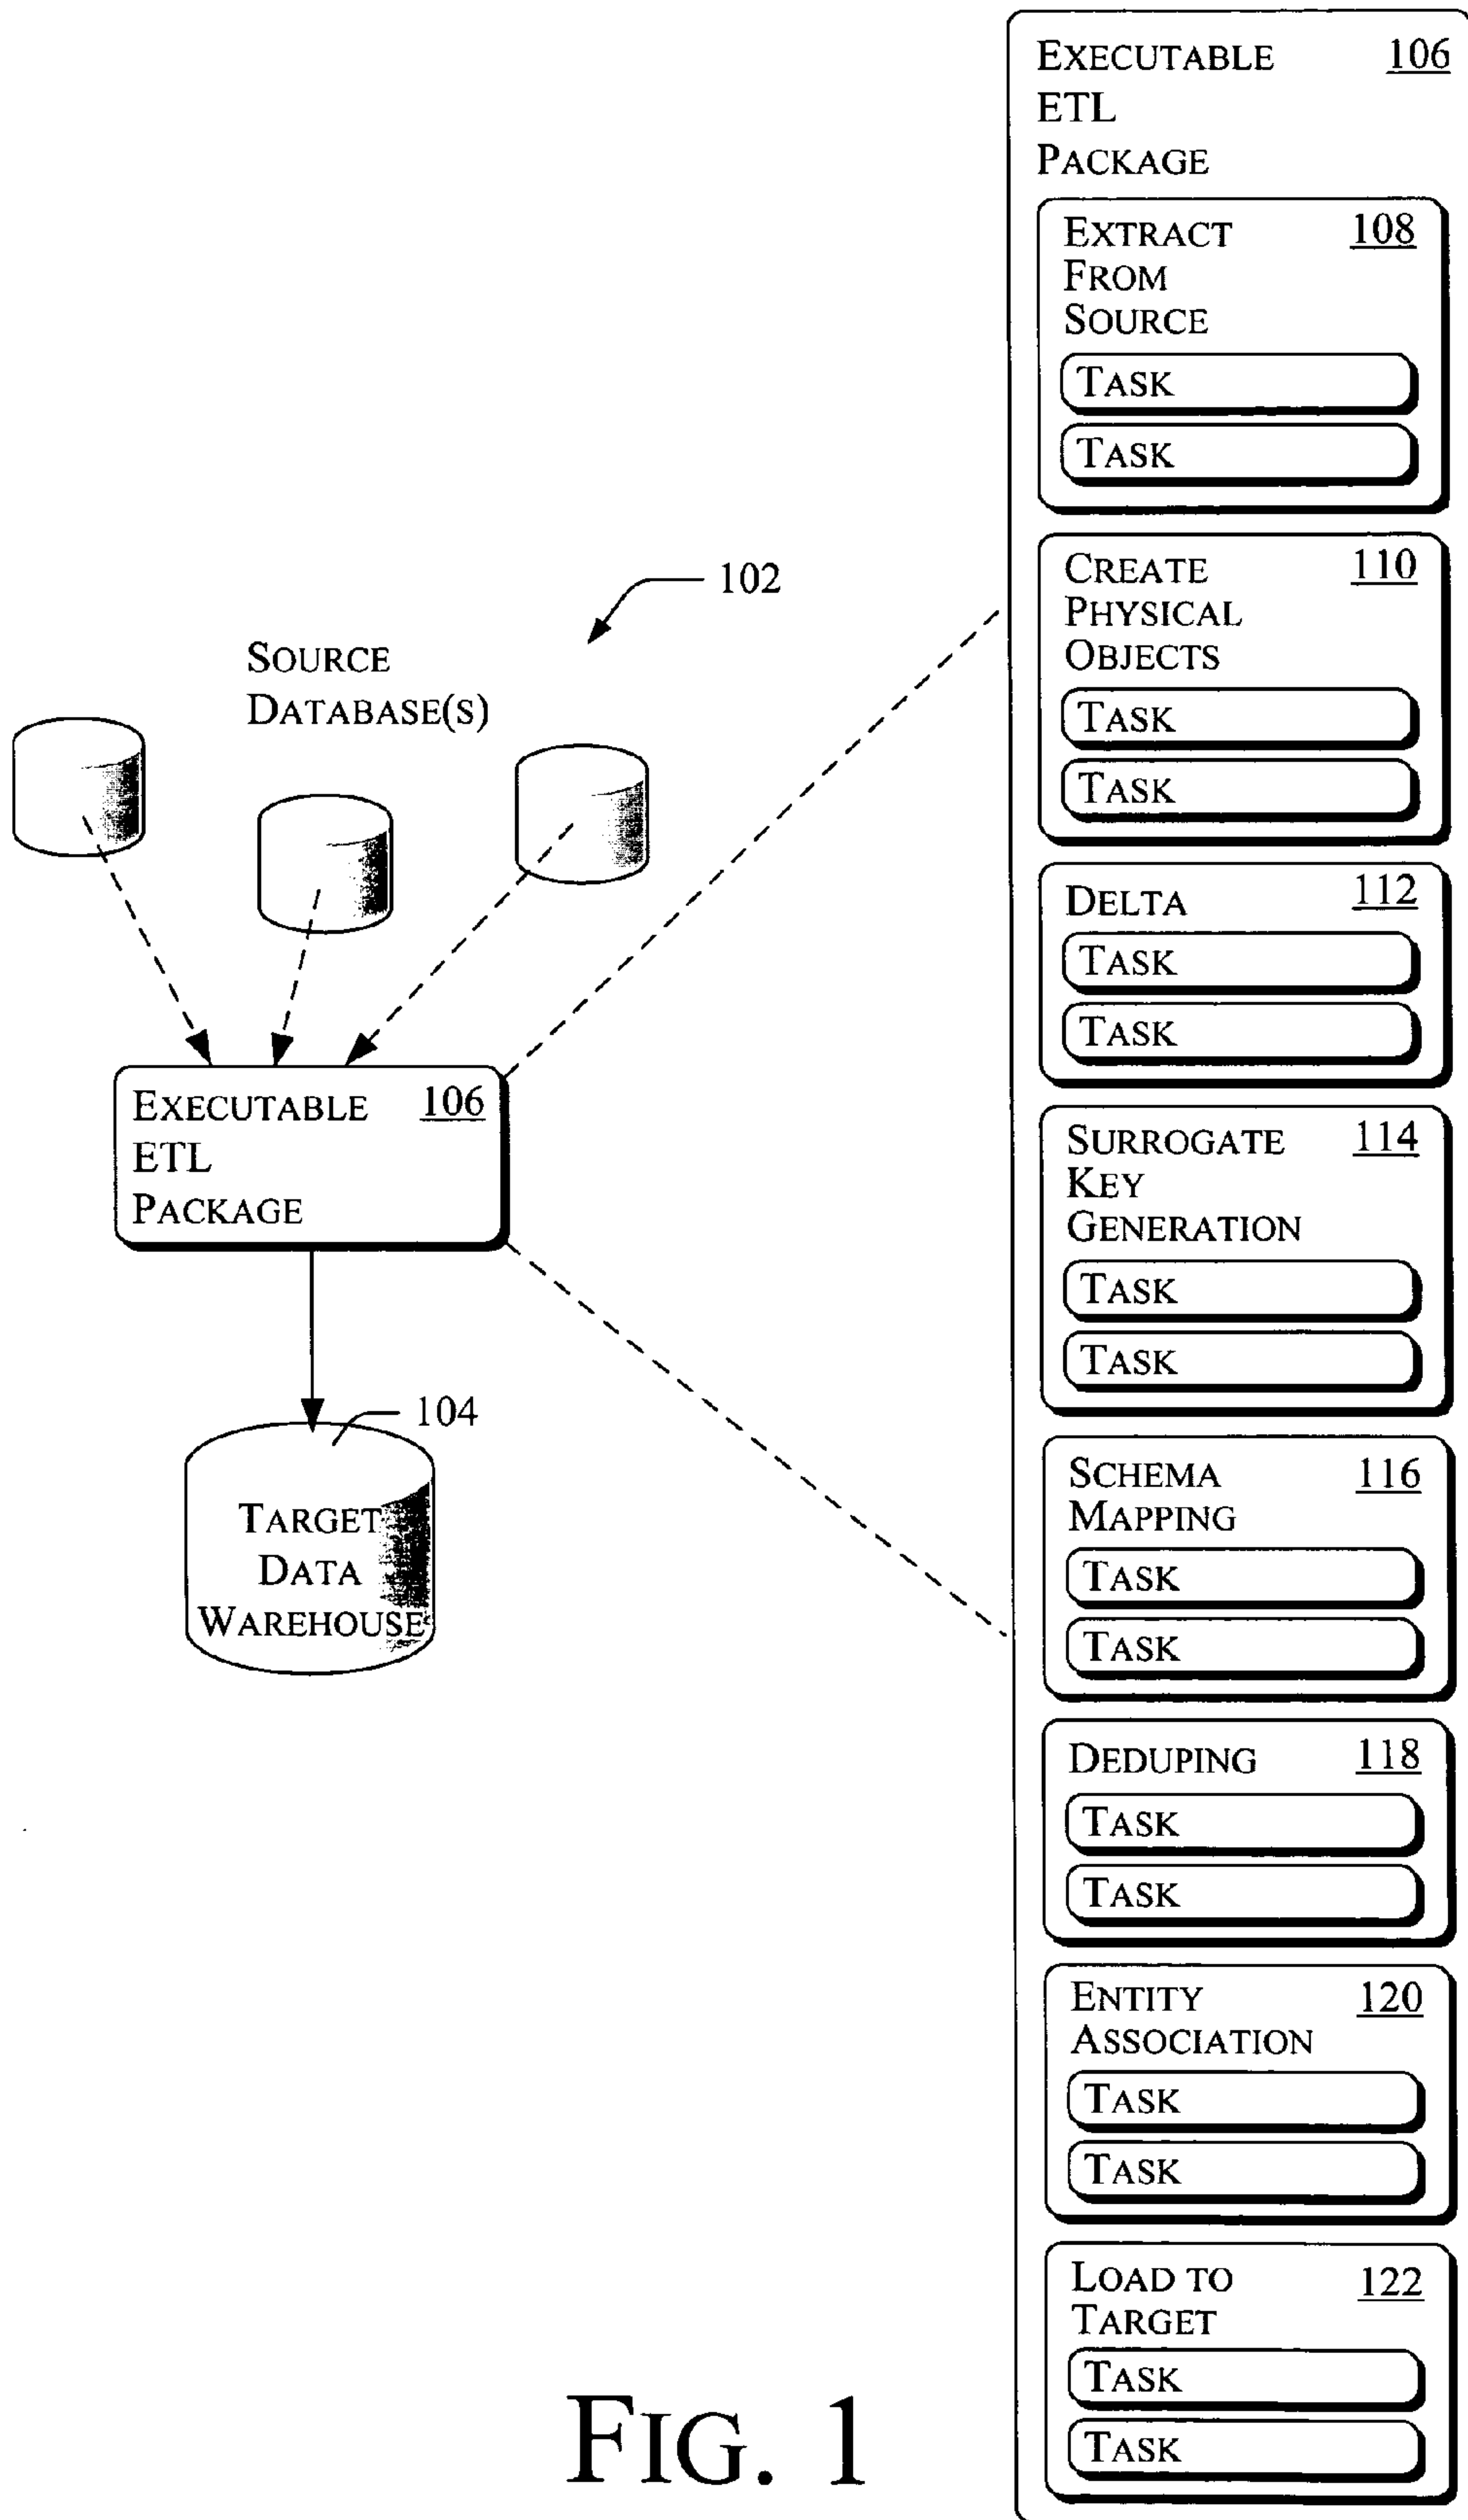 102
SOURCE
DATABASE(S)
EXECUTABLE 106
ETL
PACKAGE
104
TARGET
DATA
WAREHOUSE
EXECUTABLE 106
ETL
PACKAGE
EXTRACT 108
FROM
SOURCE
TASK
TASK
CREATE 110
PHYSICAL
OBJECTS
TASK
TASK
DELTA 112
TASK
TASK
SURROGATE 114
KEY
GENERATION
TASK
TASK
SCHEMA 116
MAPPING
TASK
TASK
DEDUPING 118
TASK
TASK
ENTITY 120
ASSOCIATION
TASK
TASK
LOAD TO 122
TARGET
TASK
TASK
FIG. 1